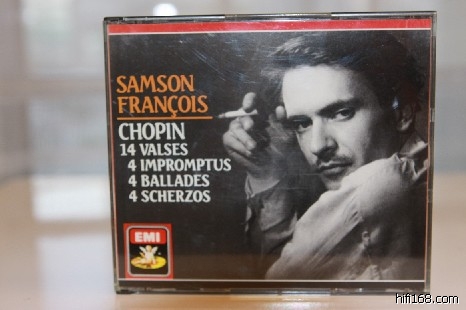 SAMSON
FRANÇOIS
CHOPIN
14 VALSES
4 IMPROMPTUS
4 BALLADES
4 SCHERZOS
EMI
hifi168.com